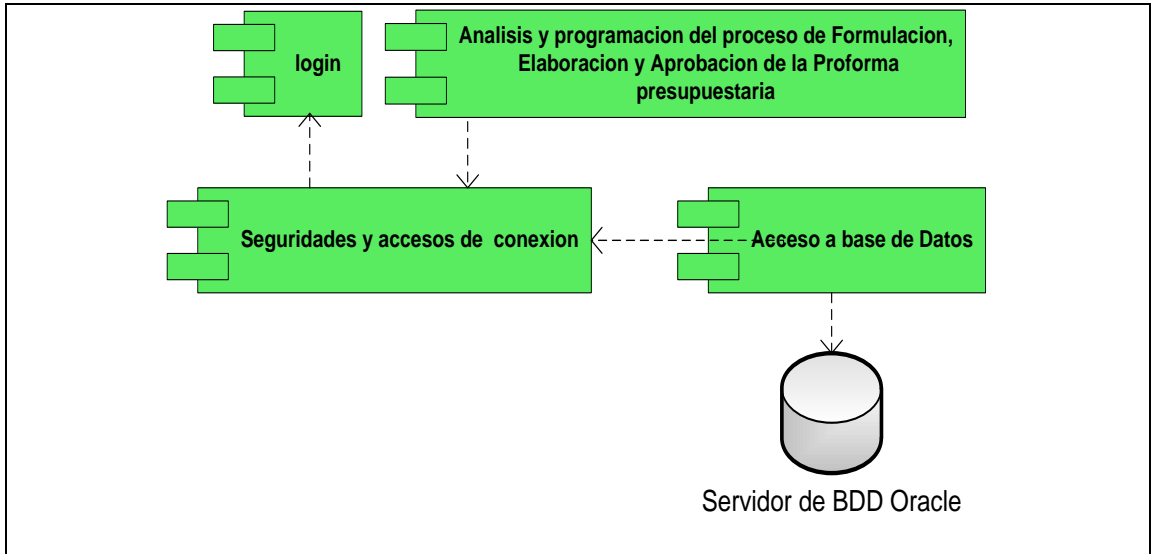 login
Analisis y programacion del proceso de Formulacion,
Elaboracion y Aprobacion de la Proforma
presupuestaria
Seguridades y accesos de conexion
Acceso a base de Datos
Servidor de BDD Oracle